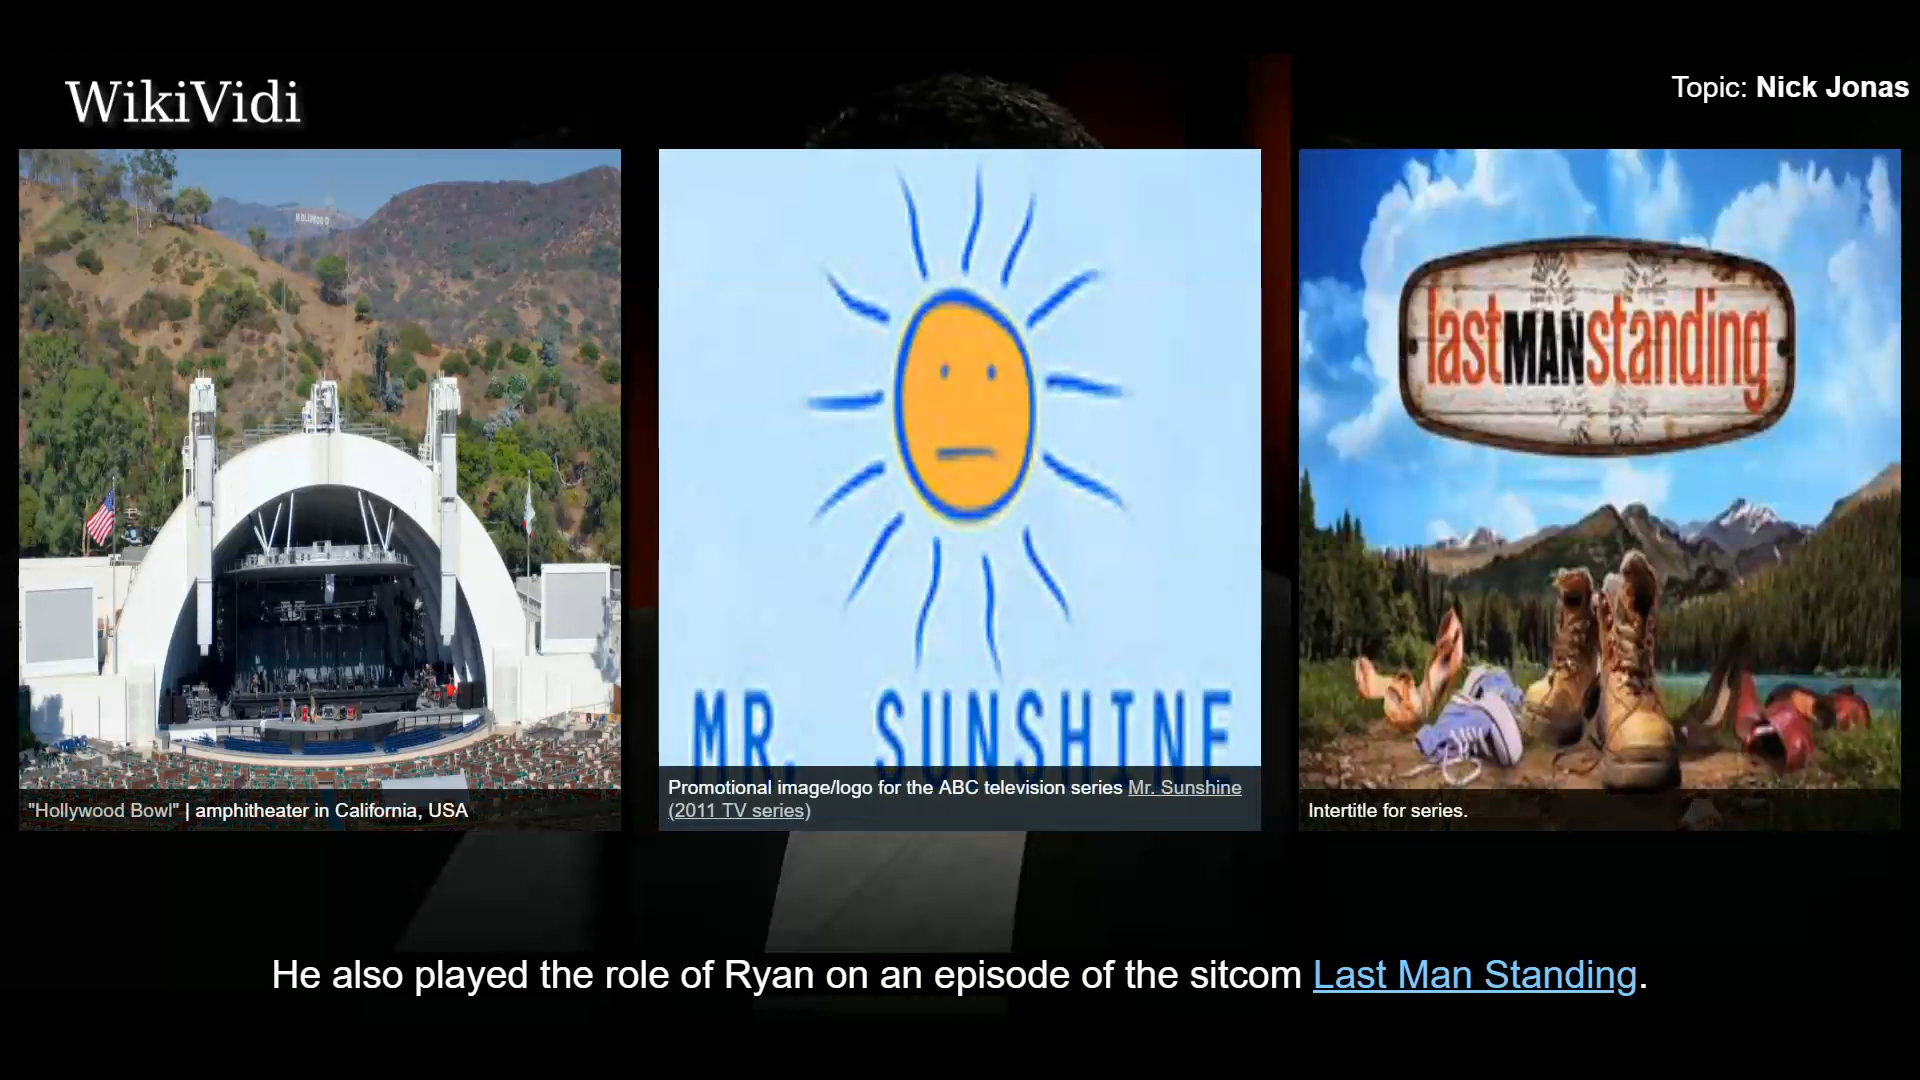 WikiVidi
Topic: Nick Jonas
HOLLYWOOD
"Hollywood Bowl" | amphitheater in California, USA
MR. SUNSHINE
Promotional image/logo for the ABC television series Mr. Sunshine
(2011 TV series)
lastMANstanding
Intertitle for series.
He also played the role of Ryan on an episode of the sitcom Last Man Standing.